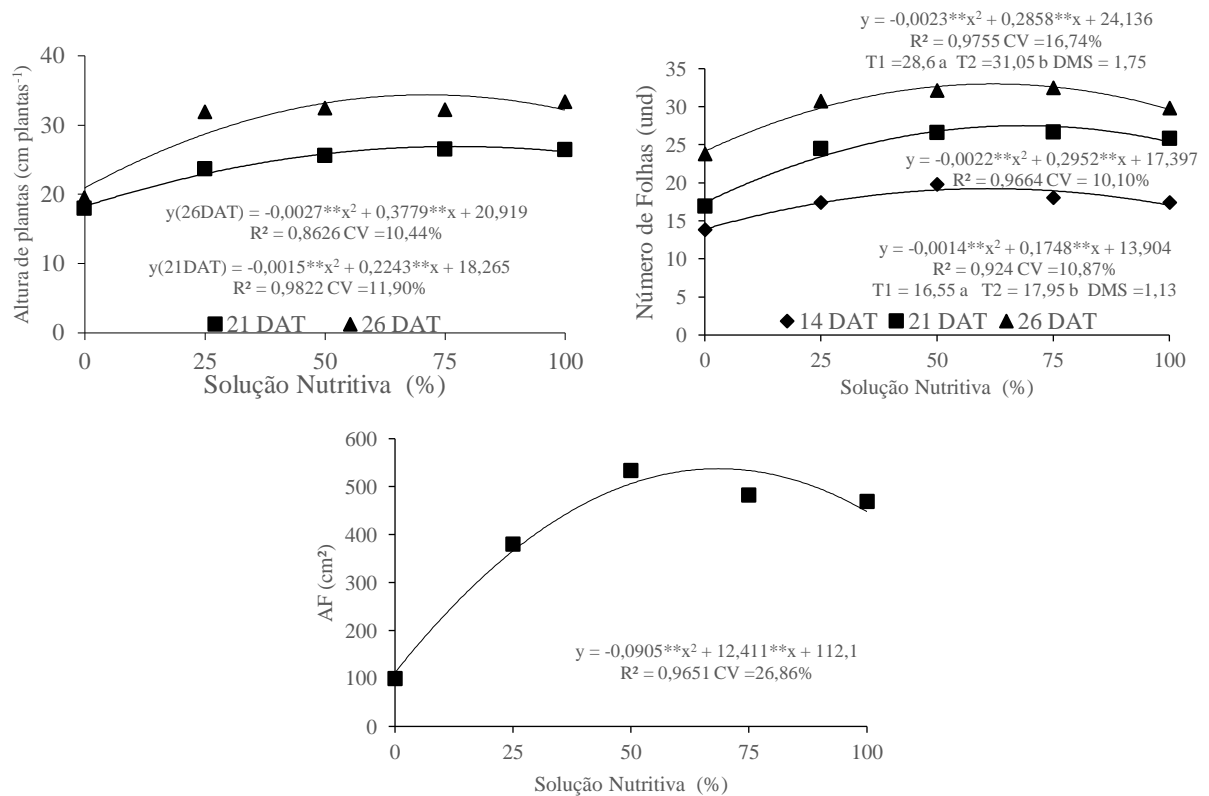 Altura de plantas (cm plantas⁻¹)
40
30
20
10
0
y(26DAT) = -0,0027**x² + 0,3779**x + 20,919
R² = 0,8626 CV =10,44%
y(21DAT) = -0,0015**x² + 0,2243**x + 18,265
R² = 0,9822 CV =11,90%
21 DAT 26 DAT
0 25 50 75 100
Solução Nutritiva (%)
y = -0,0023**x² + 0,2858**x + 24,136
R² = 0,9755 CV =16,74%
T1 =28,6 a T2 =31,05 b DMS = 1,75
Número de Folhas (und)
35
30
25
20
15
10
5
0
y = -0,0022**x² + 0,2952**x + 17,397
R² = 0,9664 CV = 10,10%
y = -0,0014**x² + 0,1748**x + 13,904
R² = 0,924 CV =10,87%
T1 = 16,55 a T2 = 17,95 b DMS =1,13
14 DAT 21 DAT 26 DAT
0 25 50 75 100
Solução Nutritiva (%)
AF (cm²)
600
500
400
300
200
100
0
y = -0,0905**x² + 12,411**x + 112,1
R² = 0,9651 CV =26,86%
0 25 50 75 100
Solução Nutritiva (%)